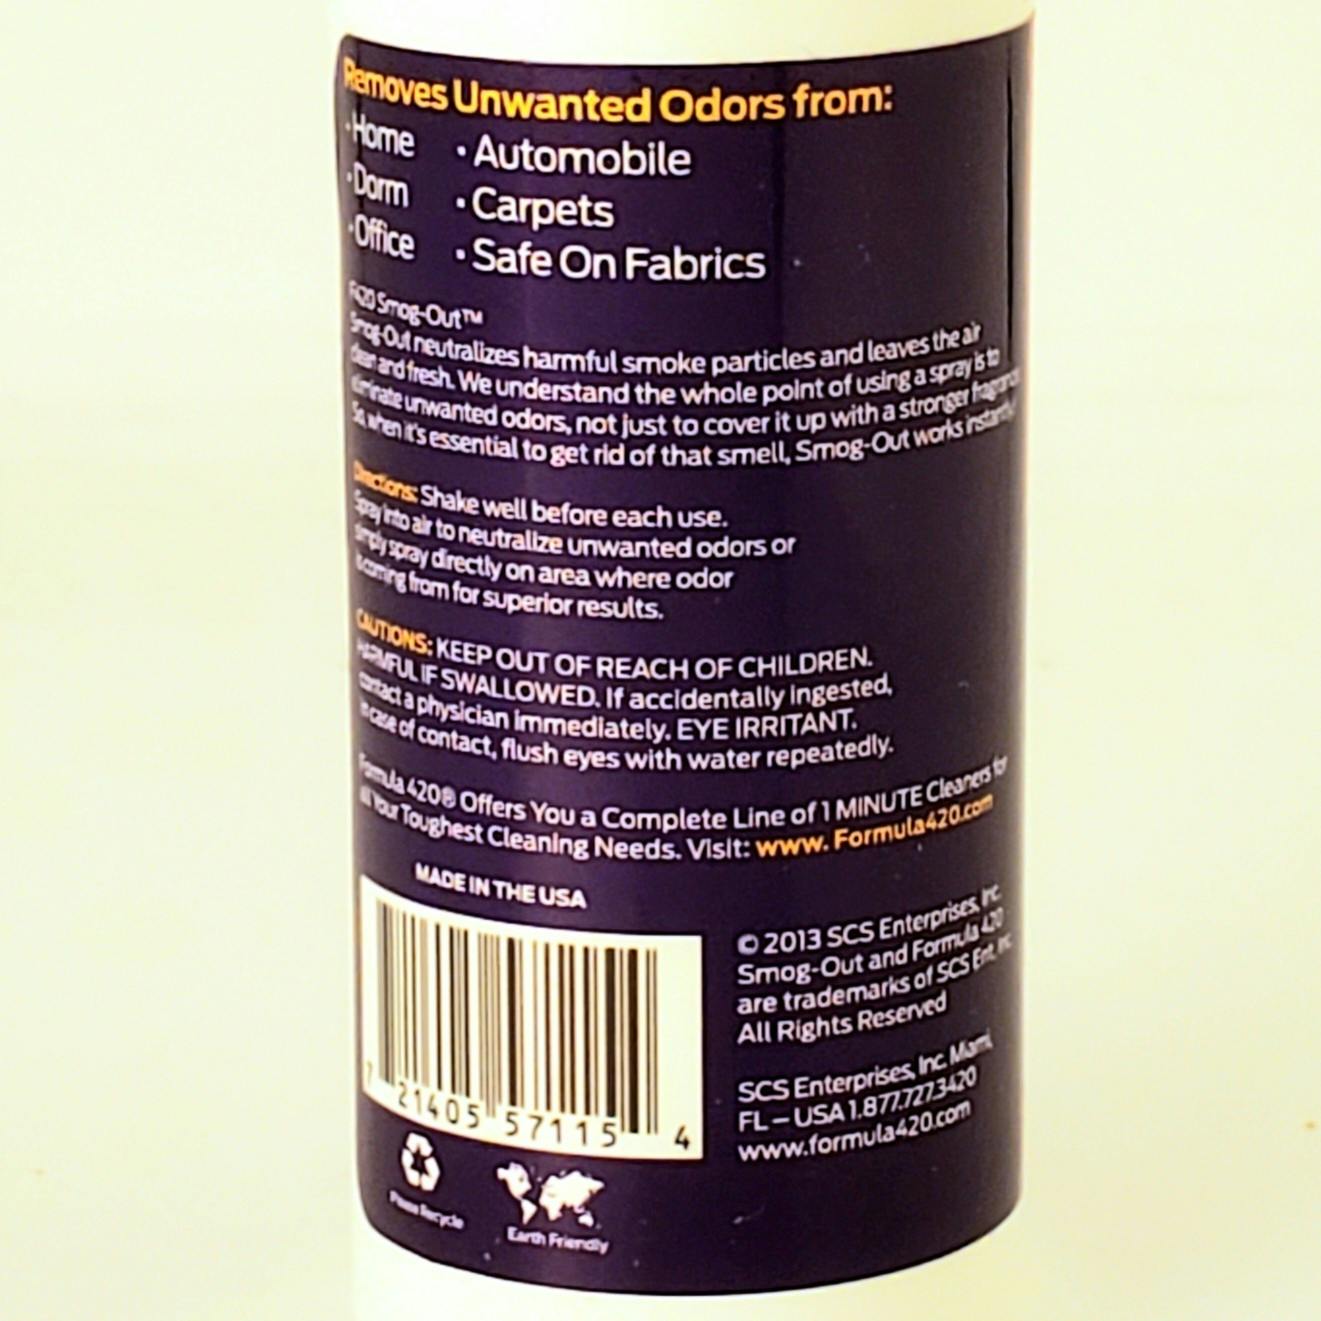 Removes Unwanted Odors from:
·Home
·Dorm
·Office
· Automobile
· Carpets
· Safe On Fabrics
F420 Smog-Out™
Smog-Out neutralizes harmful smoke particles and leaves the air
clean and fresh. We understand the whole point of using a spray is to
eliminate unwanted odors, not just to cover it up with a stronger fragrance.
So, when it's essential to get rid of that smell, Smog-Out works instantly!
Directions: Shake well before each use.
Spray into air to neutralize unwanted odors or
simply spray directly on area where odor
is coming from for superior results.
CAUTIONS: KEEP OUT OF REACH OF CHILDREN.
HARMFUL IF SWALLOWED. If accidentally ingested,
contact a physician immediately. EYE IRRITANT.
In case of contact, flush eyes with water repeatedly.
Formula 420® Offers You a Complete Line of 1 MINUTE Cleaners for
all Your Toughest Cleaning Needs. Visit: www. Formula420.com
MADE IN THE USA
7 21405 57115 4
© 2013 SCS Enterprises, Inc.
Smog-Out and Formula 420
are trademarks of SCS Ent, Inc.
All Rights Reserved
SCS Enterprises, Inc. Miami,
FL – USA 1.877.727.3420
www.formula420.com
Please Recycle
Earth Friendly